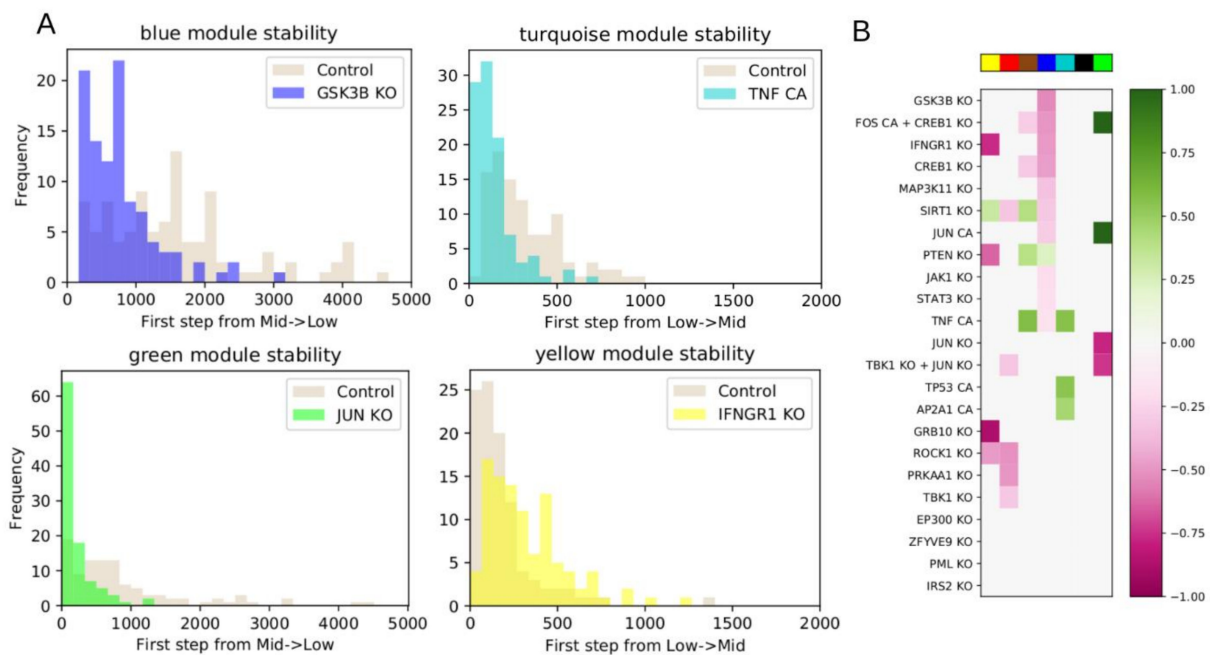 A
blue module stability
Control
GSK3B KO
Frequency
20
15
10
5
0
0 1000 2000 3000 4000 5000
First step from Mid->Low
turquoise module stability
Control
TNF CA
30
25
20
15
10
5
0
0 500 1000 1500 2000
First step from Low->Mid
green module stability
Control
JUN KO
Frequency
60
50
40
30
20
10
0
0 1000 2000 3000 4000 5000
First step from Mid->Low
yellow module stability
Control
IFNGR1 KO
25
20
15
10
5
0
0 500 1000 1500 2000
First step from Low->Mid
B
GSK3B KO
FOS CA + CREB1 KO
IFNGR1 KO
CREB1 KO
MAP3K11 KO
SIRT1 KO
JUN CA
PTEN KO
JAK1 KO
STAT3 KO
TNF CA
JUN KO
TBK1 KO + JUN KO
TP53 CA
AP2A1 CA
GRB10 KO
ROCK1 KO
PRKAA1 KO
TBK1 KO
EP300 KO
ZFYVE9 KO
PML KO
IRS2 KO
1.00
0.75
0.50
0.25
0.00
−0.25
−0.50
−0.75
−1.00